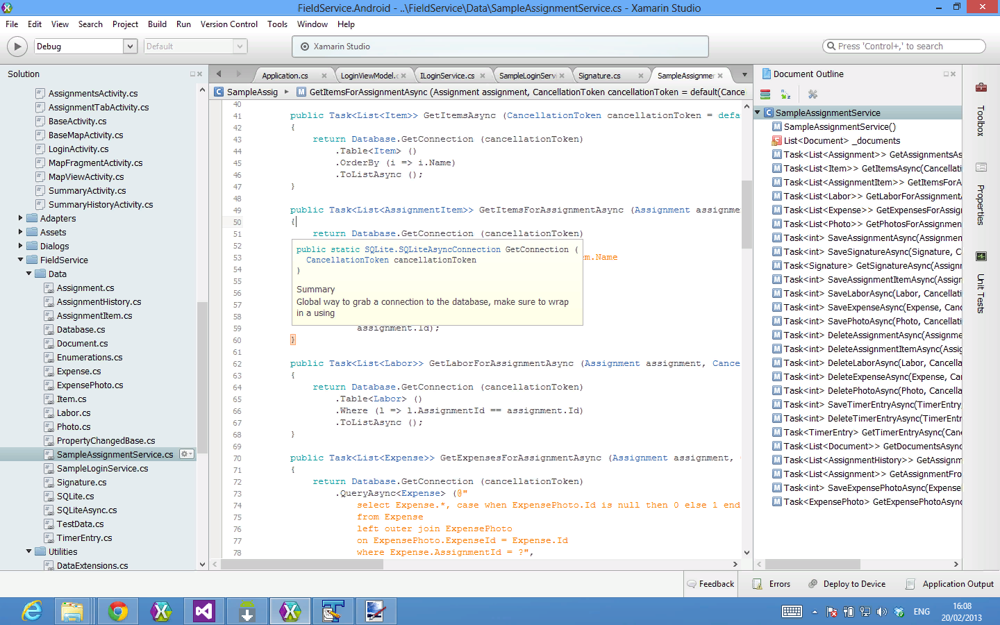 FieldService.Android - ..\FieldService\Data\SampleAssignmentService.cs - Xamarin Studio
File Edit View Search Project Build Run Version Control Tools Window Help
Debug
Default
Xamarin Studio
Press 'Control+,' to search
Solution
AssignmentsActivity.cs
AssignmentTabActivity.cs
BaseActivity.cs
BaseMapActivity.cs
LoginActivity.cs
MapFragmentActivity.cs
MapViewActivity.cs
SummaryActivity.cs
SummaryHistoryActivity.cs
Adapters
Assets
Dialogs
FieldService
Data
Assignment.cs
AssignmentHistory.cs
AssignmentItem.cs
Database.cs
Document.cs
Enumerations.cs
Expense.cs
ExpensePhoto.cs
Item.cs
Labor.cs
Photo.cs
PropertyChangedBase.cs
SampleAssignmentService.cs
SampleLoginService.cs
Signature.cs
SQLite.cs
SQLiteAsync.cs
TestData.cs
TimerEntry.cs
Utilities
DataExtensions.cs
Application.cs LoginViewModel.c ILoginService.cs SampleLoginServi Signature.cs SampleAssignmer
SampleAssig GetItemsForAssignmentAsync (Assignment assignment, CancellationToken cancellationToken = default(Cance
40
41 public Task<List<Item>> GetItemsAsync (CancellationToken cancellationToken = defa
42 {
43 return Database.GetConnection (cancellationToken)
44 .Table<Item> ()
45 .OrderBy (i => i.Name)
46 .ToListAsync ();
47 }
48
49 public Task<List<AssignmentItem>> GetItemsForAssignmentAsync (Assignment assignme
50 {
51 return Database.GetConnection (cancellationToken)
52
53 em.Name
54
55
56
57
58
59 assignment.Id);
60 }
61
62 public Task<List<Labor>> GetLaborForAssignmentAsync (Assignment assignment, Cance
63 {
64 return Database.GetConnection (cancellationToken)
65 .Table<Labor> ()
66 .Where (l => l.AssignmentId == assignment.Id)
67 .ToListAsync ();
68 }
69
70 public Task<List<Expense>> GetExpensesForAssignmentAsync (Assignment assignment,
71 {
72 return Database.GetConnection (cancellationToken)
73 .QueryAsync<Expense> (@"
74 select Expense.*, case when ExpensePhoto.Id is null then 0 else 1 end
75 from Expense
76 left outer join ExpensePhoto
77 on ExpensePhoto.ExpenseId = Expense.Id
78 where Expense.AssignmentId = ?",
public static SQLite.SQLiteAsyncConnection GetConnection (
CancellationToken cancellationToken
)
Summary
Global way to grab a connection to the database, make sure to wrap
in a using
Document Outline
SampleAssignmentService
SampleAssignmentService()
List<Document> _documents
Task<List<Assignment>> GetAssignmentsAs
Task<List<Item>> GetItemsAsync(Cancellati
Task<List<AssignmentItem>> GetItemsForA
Task<List<Labor>> GetLaborForAssignmentA
Task<List<Expense>> GetExpensesForAssign
Task<List<Photo>> GetPhotosForAssignment
Task<int> SaveAssignmentAsync(Assignment
Task<int> SaveSignatureAsync(Signature, C
Task<Signature> GetSignatureAsync(Assignm
Task<int> SaveAssignmentItemAsync(Assign
Task<int> SaveLaborAsync(Labor, Cancellati
Task<int> SaveExpenseAsync(Expense, Canc
Task<int> SavePhotoAsync(Photo, Cancellati
Task<int> DeleteAssignmentAsync(Assignme
Task<int> DeleteAssignmentItemAsync(Assig
Task<int> DeleteLaborAsync(Labor, Cancella
Task<int> DeleteExpenseAsync(Expense, Car
Task<int> DeletePhotoAsync(Photo, Cancella
Task<int> SaveTimerEntryAsync(TimerEntry,
Task<int> DeleteTimerEntryAsync(TimerEntr
Task<TimerEntry> GetTimerEntryAsync(Canc
Task<List<Document>> GetDocumentsAsync
Task<List<AssignmentHistory>> GetAssignm
Task<List<Assignment>> GetAssignmentFro
Task<int> SaveExpensePhotoAsync(Expensel
Task<ExpensePhoto> GetExpensePhotoAsync
Toolbox
Properties
Unit Tests
Feedback Errors Deploy to Device Application Output
ENG
16:08
20/02/2013